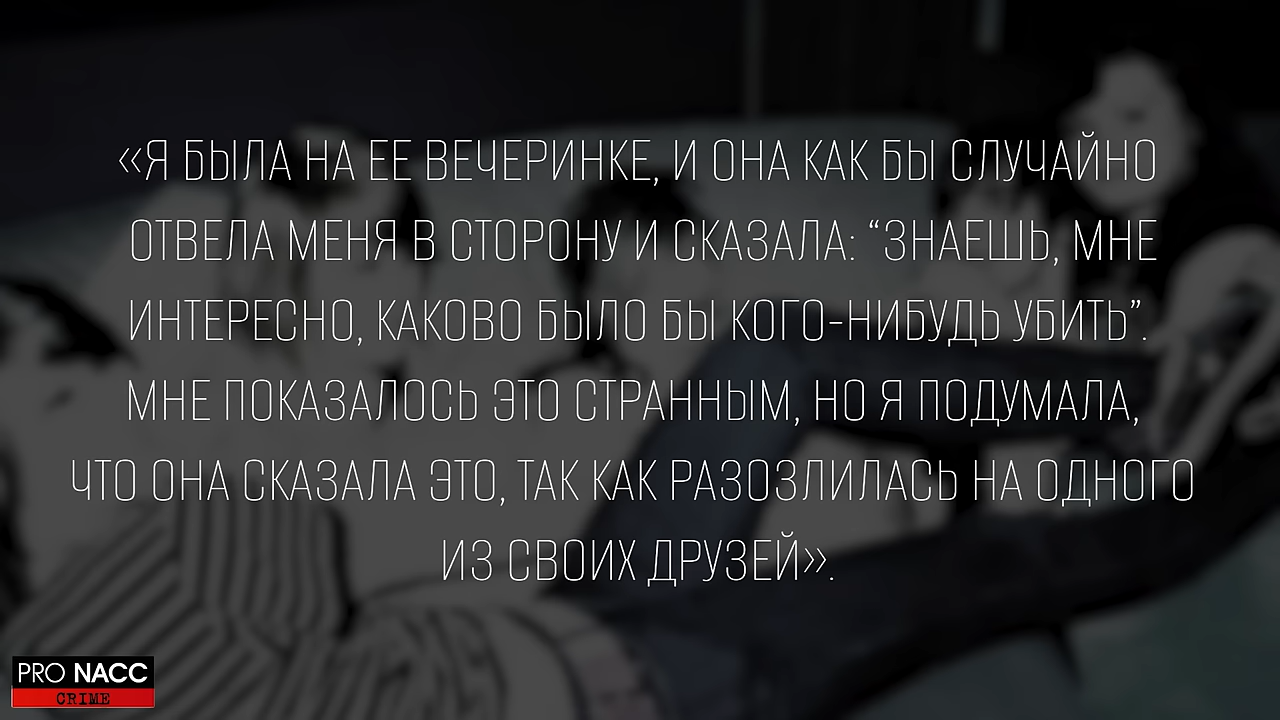 «Я БЫЛА НА ЕЕ ВЕЧЕРИНКЕ, И ОНА КАК БЫ СЛУЧАЙНО
ОТВЕЛА МЕНЯ В СТОРОНУ И СКАЗАЛА: “ЗНАЕШЬ, МНЕ
ИНТЕРЕСНО, КАКОВО БЫЛО БЫ КОГО-НИБУДЬ УБИТЬ”.
МНЕ ПОКАЗАЛОСЬ ЭТО СТРАННЫМ, НО Я ПОДУМАЛА,
ЧТО ОНА СКАЗАЛА ЭТО, ТАК КАК РАЗОЗЛИЛАСЬ НА ОДНОГО
ИЗ СВОИХ ДРУЗЕЙ».
PRO NACC
CRIME